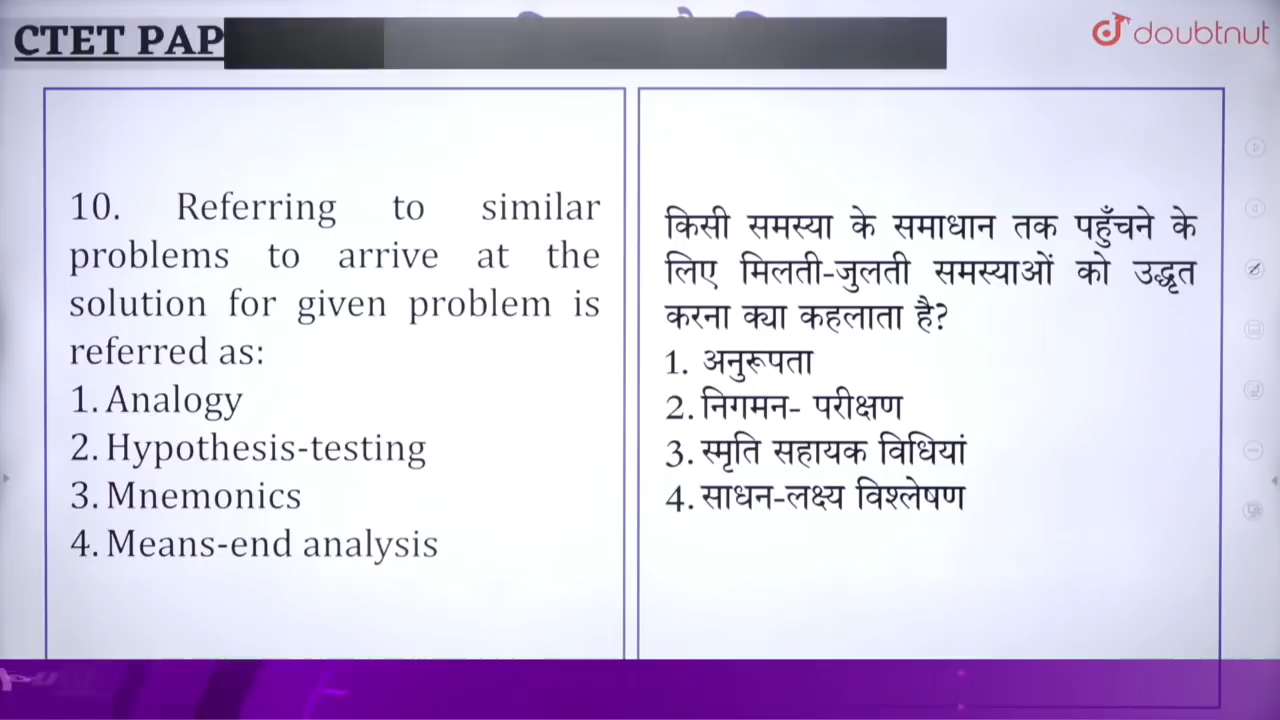 CTET PAP
doubtnut
10. Referring to similar
problems to arrive at the
solution for given problem is
referred as:
1. Analogy
2. Hypothesis-testing
3. Mnemonics
4. Means-end analysis
किसी समस्या के समाधान तक पहुँचने के
लिए मिलती-जुलती समस्याओं को उद्धृत
करना क्या कहलाता है?
1. अनुरूपता
2. निगमन- परीक्षण
3. स्मृति सहायक विधियां
4. साधन-लक्ष्य विश्लेषण